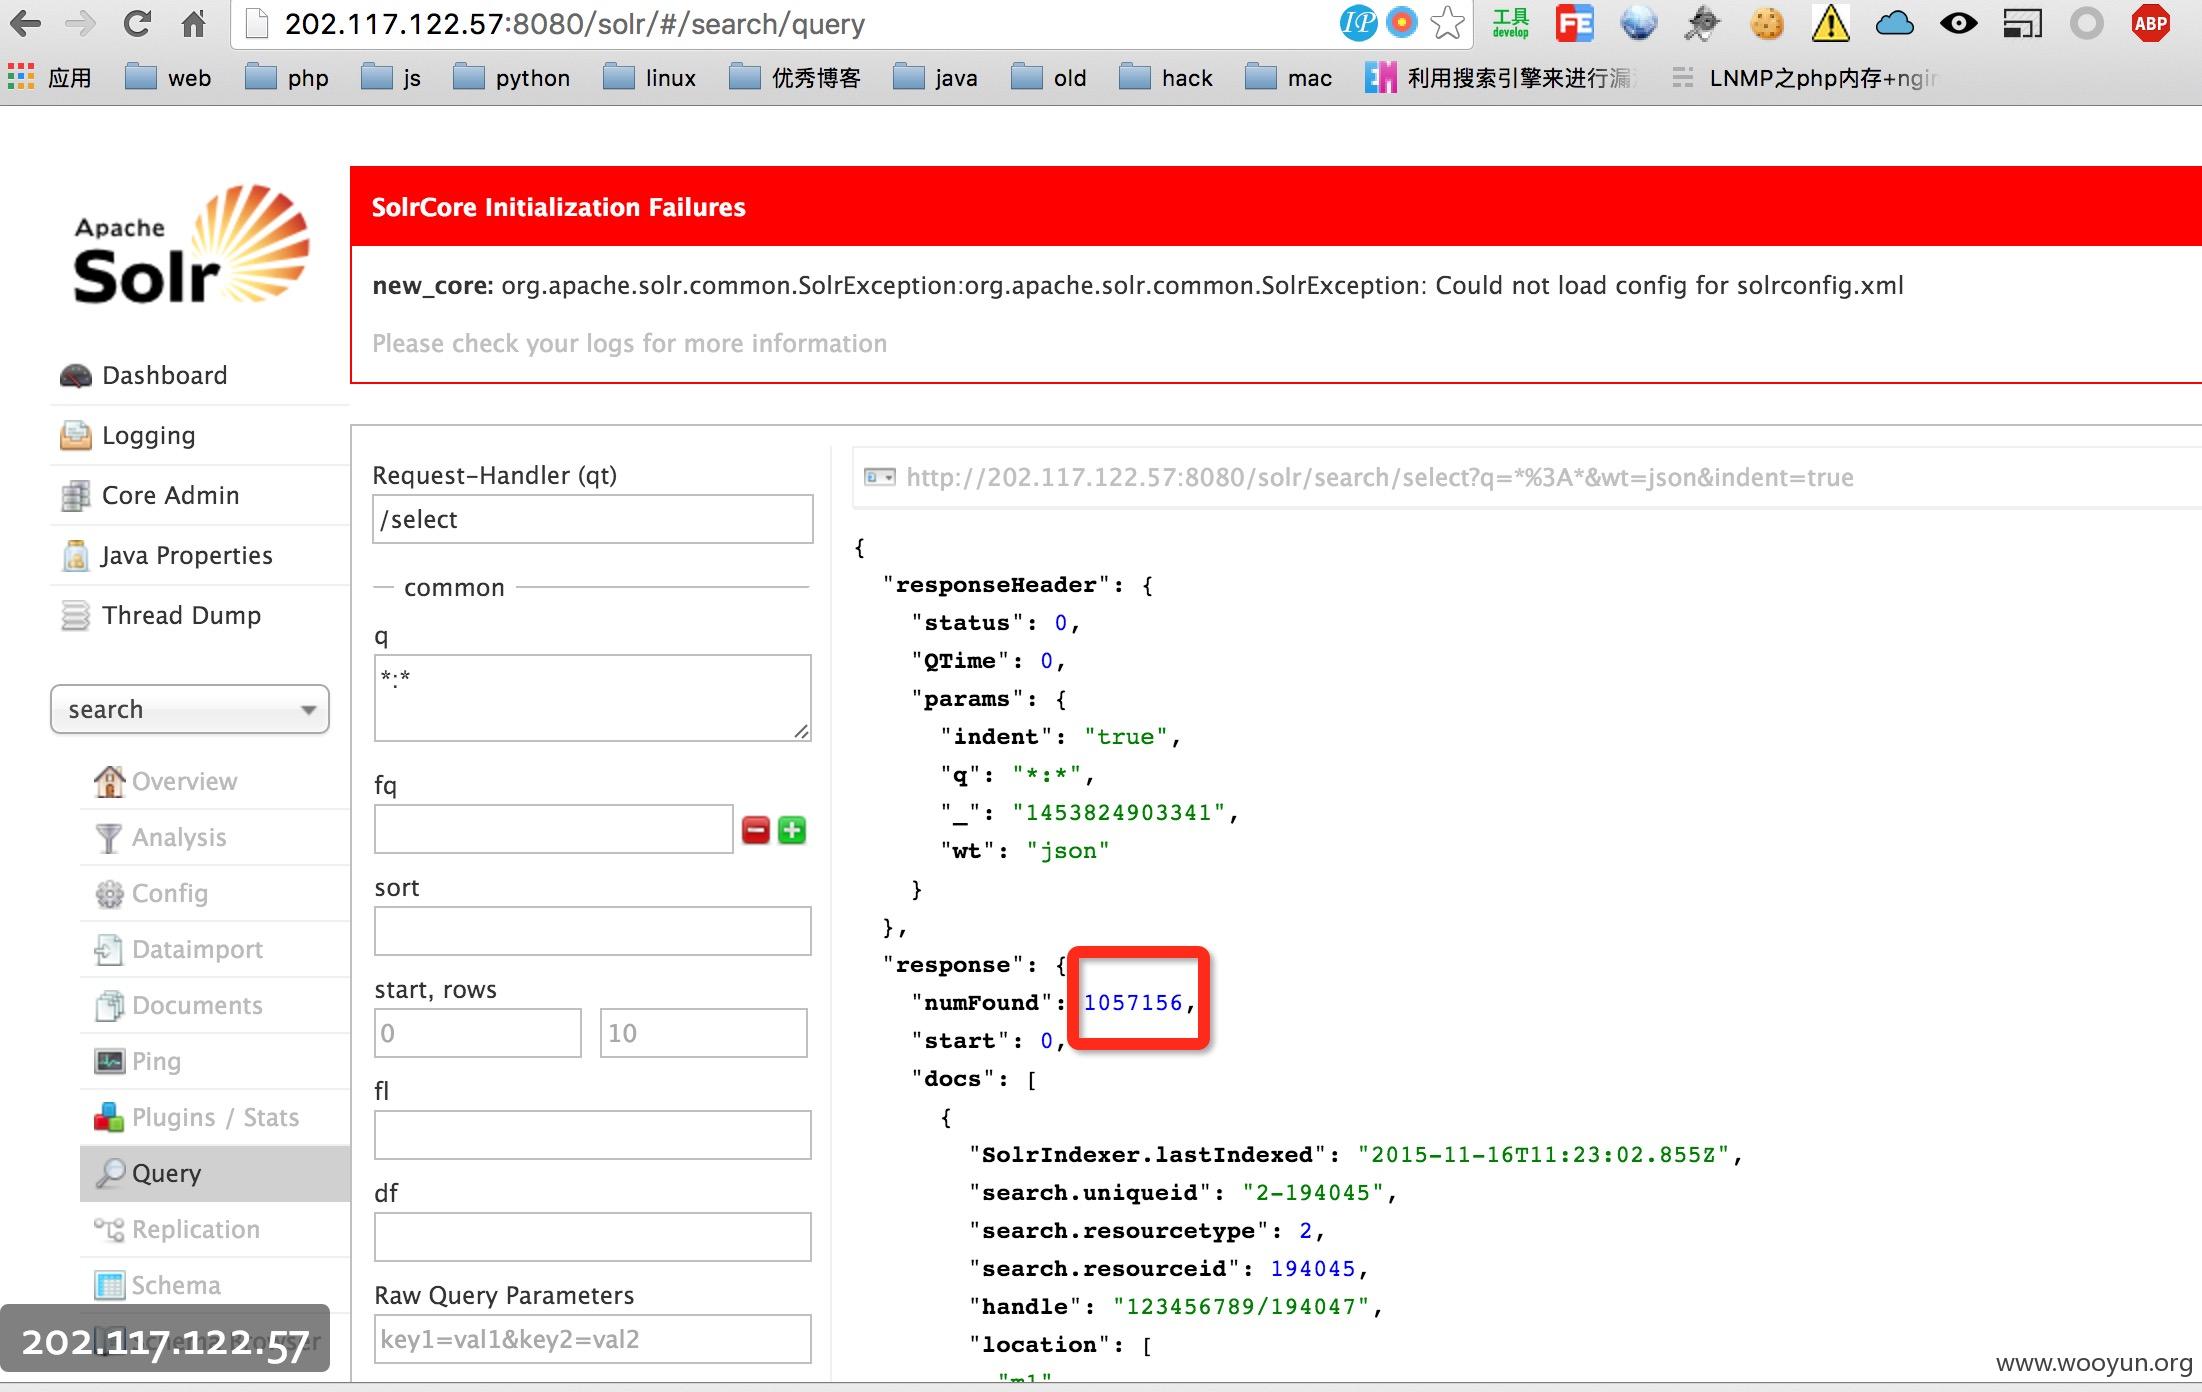 202.117.122.57:8080/solr/#/search/query
IP
工具
develop
FE
ABP
应用
web
php
js
python
linux
优秀博客
java
old
hack
mac
利用搜索引擎来进行漏
LNMP之php内存+ngin
Apache
Solr
SolrCore Initialization Failures
new_core: org.apache.solr.common.SolrException:org.apache.solr.common.SolrException: Could not load config for solrconfig.xml
Please check your logs for more information
Dashboard
Logging
Core Admin
Java Properties
Thread Dump
search
Overview
Analysis
Config
Dataimport
Documents
Ping
Plugins / Stats
Query
Replication
Schema
202.117.122.57
Request-Handler (qt)
/select
common
q
*:*
fq
sort
start, rows
0
10
fl
df
Raw Query Parameters
key1=val1&key2=val2
http://202.117.122.57:8080/solr/search/select?q=*%3A*&wt=json&indent=true
{
"responseHeader": {
"status": 0,
"QTime": 0,
"params": {
"indent": "true",
"q": "*:*",
"_": "1453824903341",
"wt": "json"
}
},
"response": {
"numFound": 1057156,
"start": 0,
"docs": [
{
"SolrIndexer.lastIndexed": "2015-11-16T11:23:02.855Z",
"search.uniqueid": "2-194045",
"search.resourcetype": 2,
"search.resourceid": 194045,
"handle": "123456789/194047",
"location": [
"m1"
www.wooyun.org